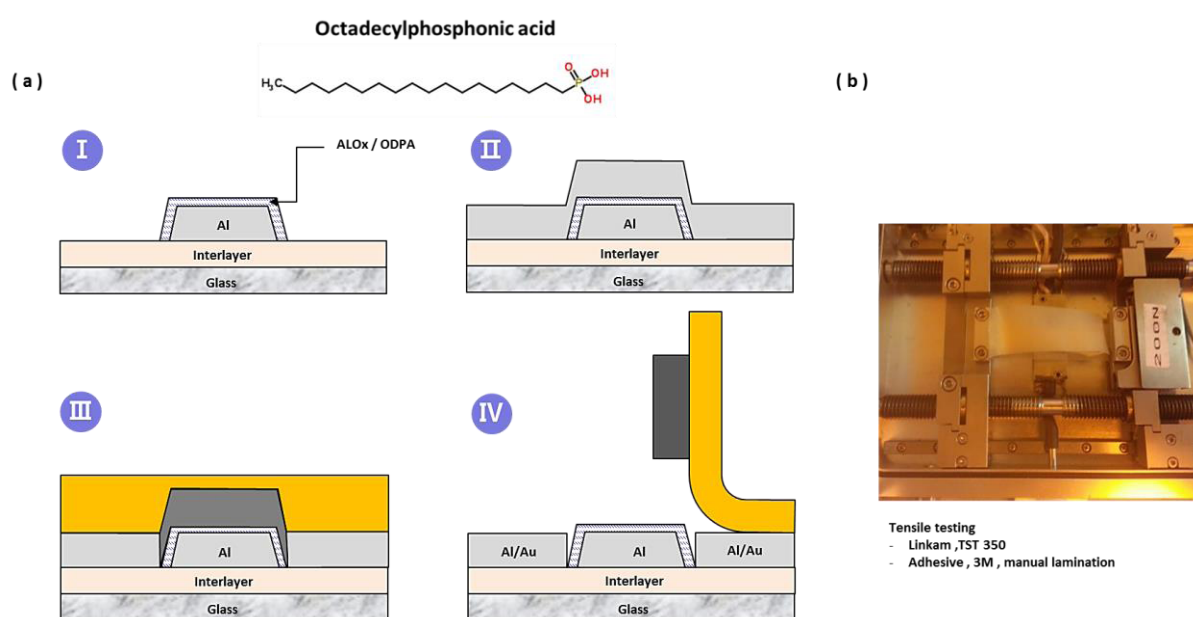 Octadecylphosphonic acid
( a )
H₃C
O
P
OH
OH
( b )
I
ALOx / ODPA
Al
Interlayer
Glass
II
Al
Interlayer
Glass
III
Al
Interlayer
Glass
IV
Al/Au
Al
Al/Au
Interlayer
Glass
200N
Tensile testing
- Linkam ,TST 350
- Adhesive , 3M , manual lamination